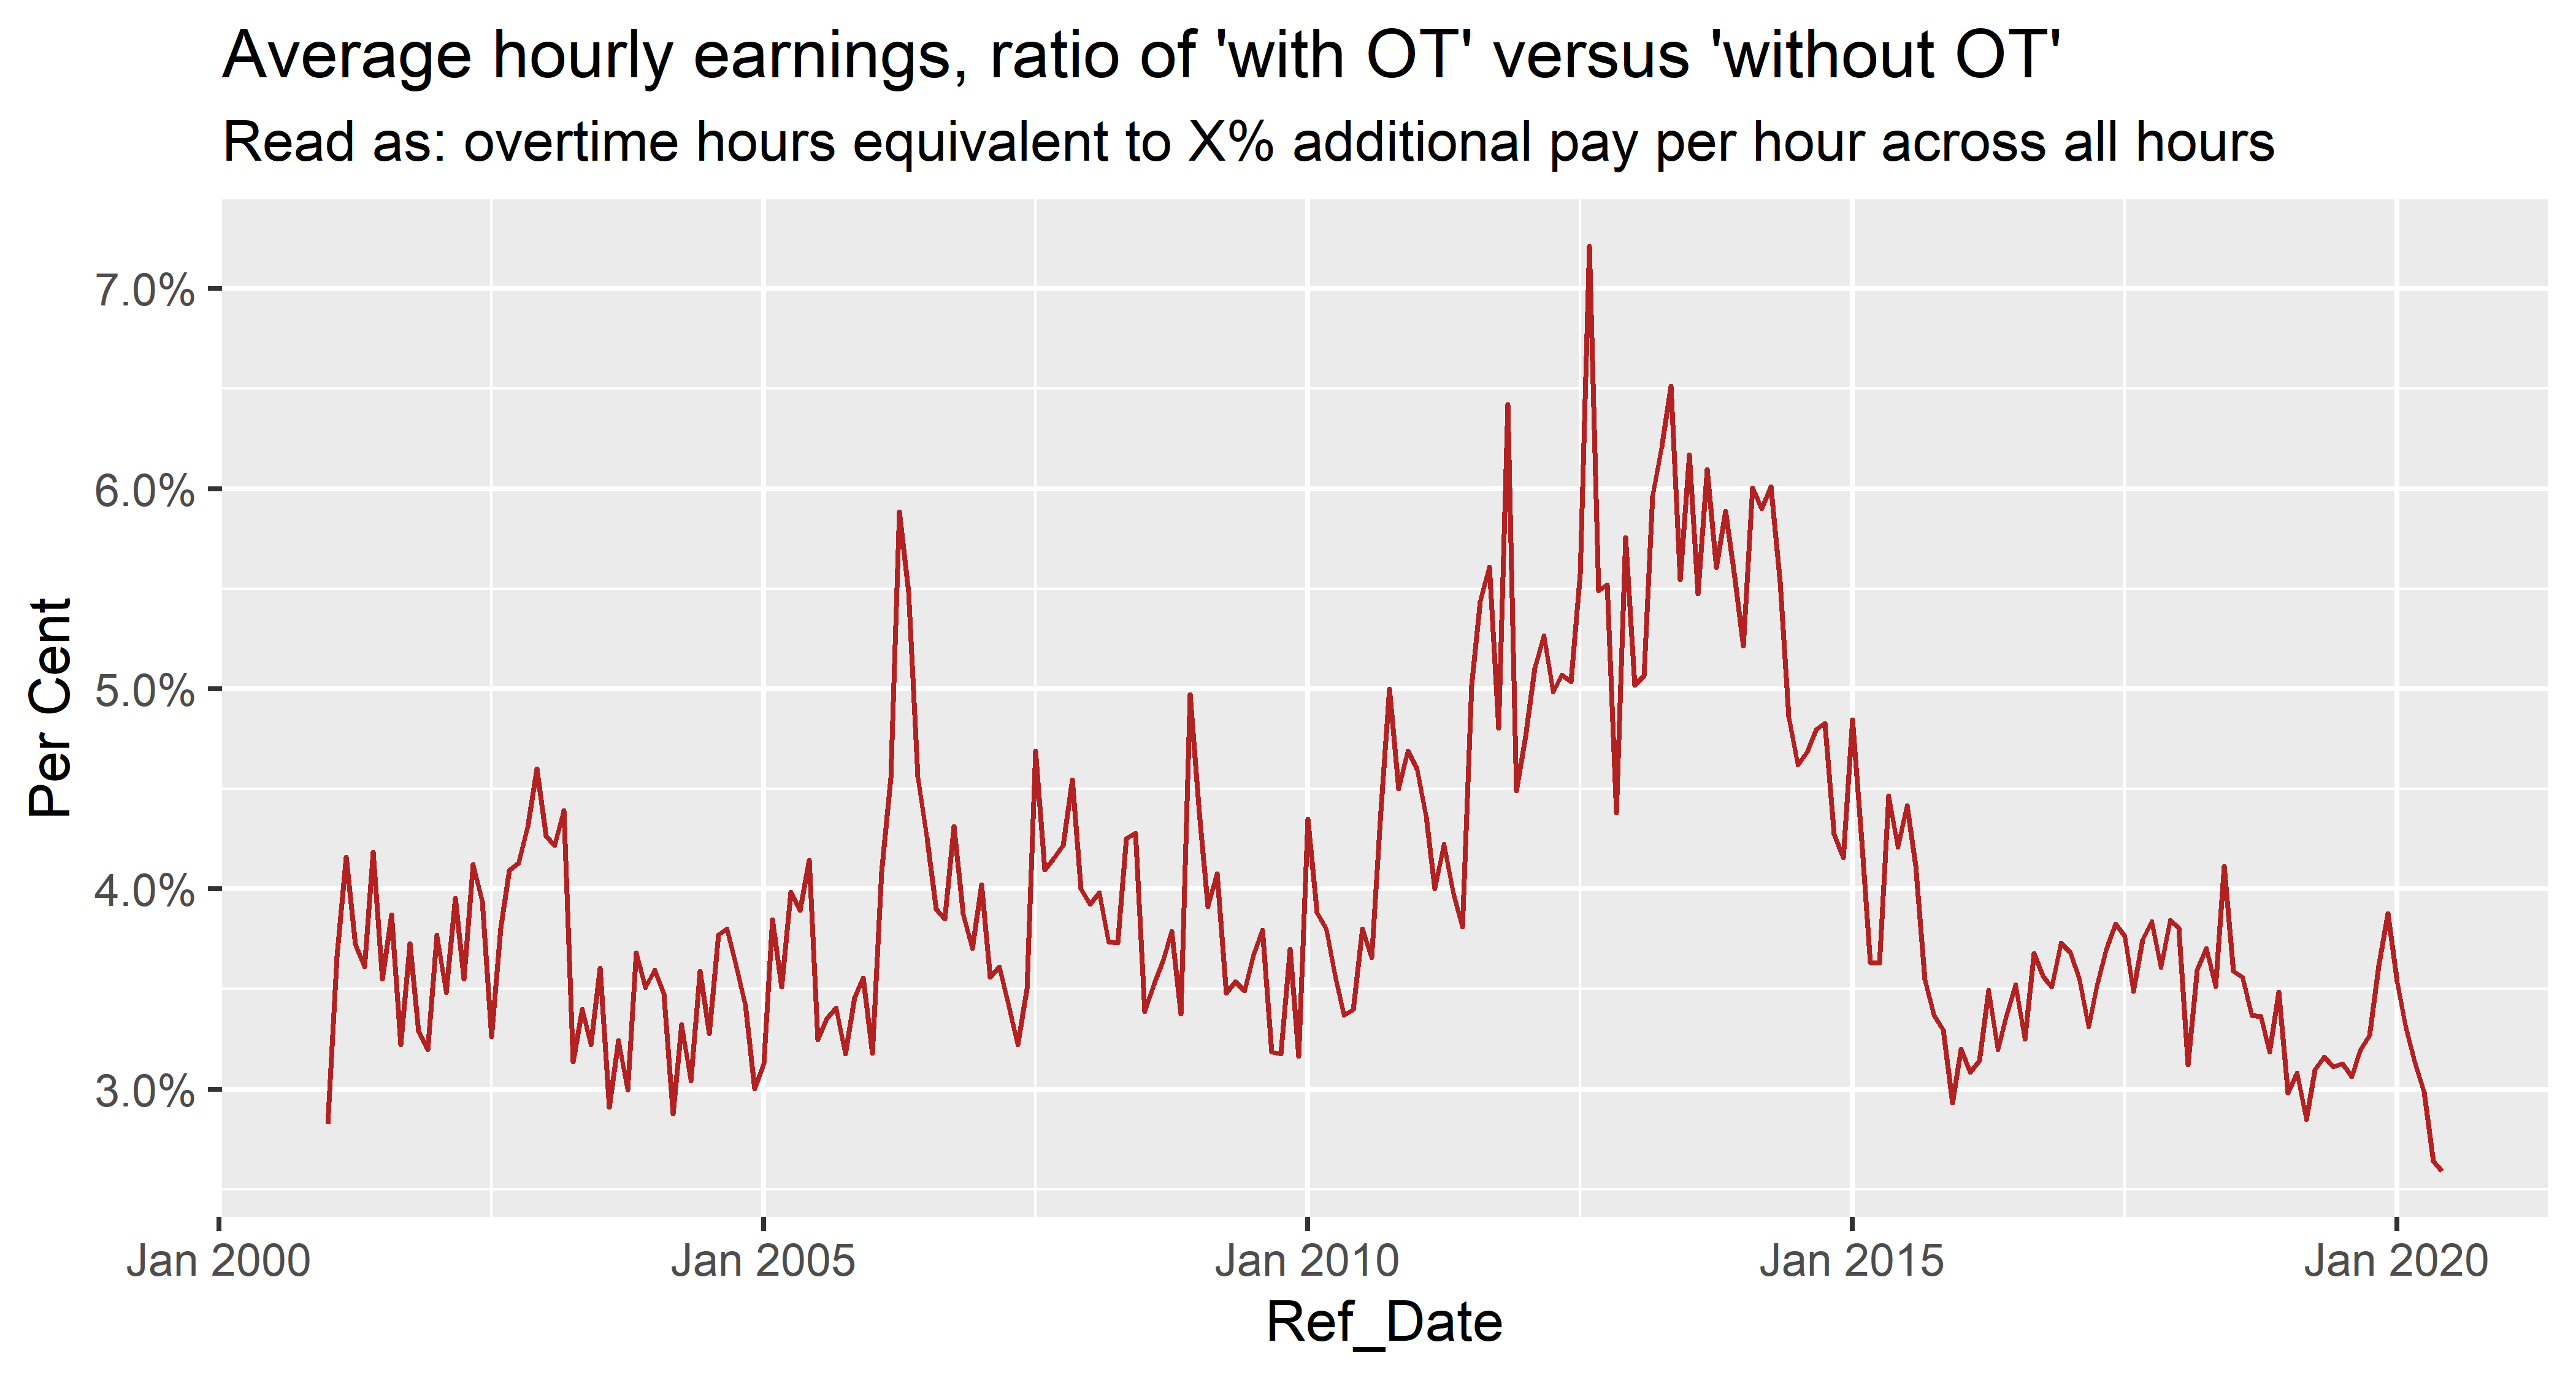 Average hourly earnings, ratio of 'with OT' versus 'without OT'
Read as: overtime hours equivalent to X% additional pay per hour across all hours
Per Cent
7.0%
6.0%
5.0%
4.0%
3.0%
Jan 2000 Jan 2005 Jan 2010 Jan 2015 Jan 2020
Ref_Date